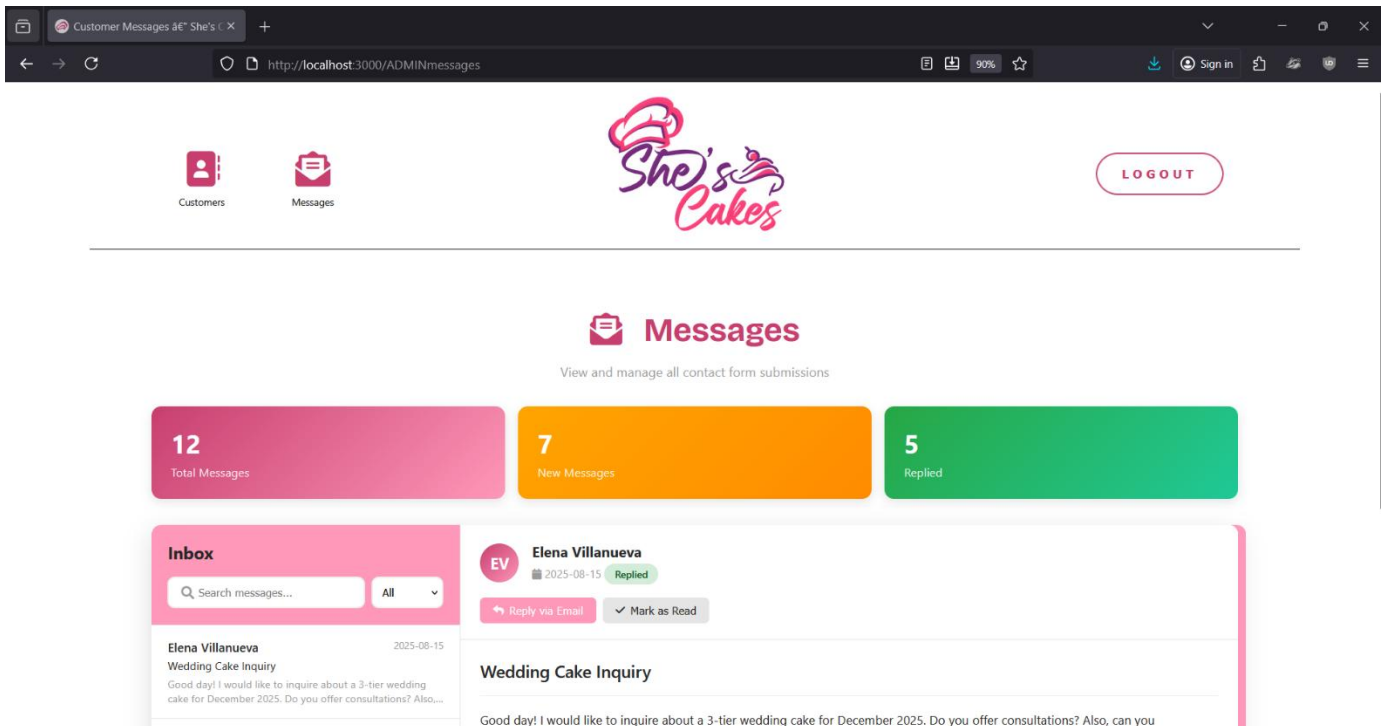 Customer Messages â€” She's C
http://localhost:3000/ADMINmessages
90%
Sign in
Customers
Messages
She's
Cakes
LOGOUT
Messages
View and manage all contact form submissions
12
Total Messages
7
New Messages
5
Replied
Inbox
Search messages...
All
Elena Villanueva
2025-08-15
Wedding Cake Inquiry
Good day! I would like to inquire about a 3-tier wedding
cake for December 2025. Do you offer consultations? Also,...
EV
Elena Villanueva
2025-08-15 Replied
Reply via Email
Mark as Read
Wedding Cake Inquiry
Good day! I would like to inquire about a 3-tier wedding cake for December 2025. Do you offer consultations? Also, can you